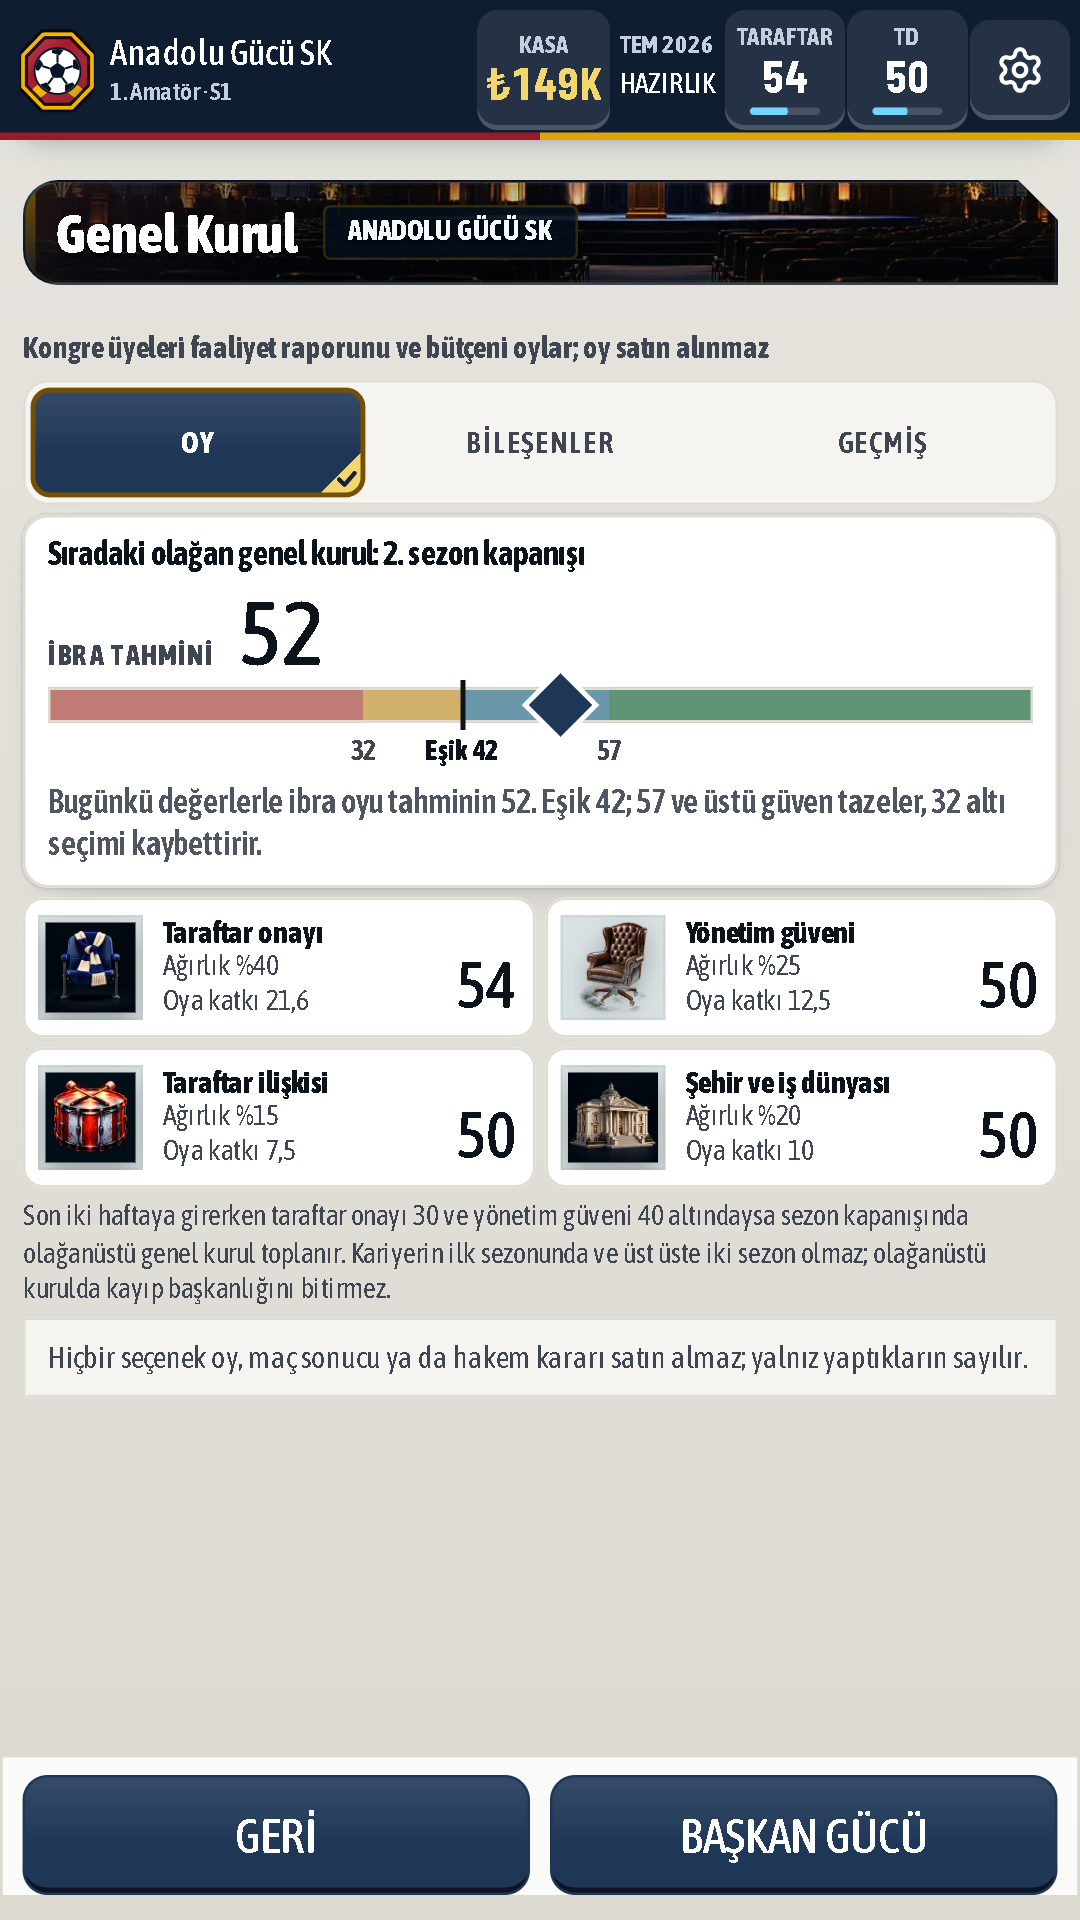 Anadolu Gücü SK
1.Amatör·S1
KASA
₺149K
TEM 2026
HAZIRLIK
TARAFTAR
54
TD
50
Genel Kurul
ANADOLU GÜCÜ SK
Kongre üyeleri faaliyet raporunu ve bütçeni oylar; oy satın alınmaz
OY
BİLEŞENLER
GEÇMİŞ
Sıradaki olağan genel kurul: 2. sezon kapanışı
İBRA TAHMİNİ 52
32
Eşik 42
57
Bugünkü değerlerle ibra oyu tahminin 52. Eşik 42; 57 ve üstü güven tazeler, 32 altı
seçimi kaybettirir.
Taraftar onayı
Ağırlık %40
Oya katkı 21,6
54
Yönetim güveni
Ağırlık %25
Oya katkı 12,5
50
Taraftar ilişkisi
Ağırlık %15
Oya katkı 7,5
50
Şehir ve iş dünyası
Ağırlık %20
Oya katkı 10
50
Son iki haftaya girerken taraftar onayı 30 ve yönetim güveni 40 altındaysa sezon kapanışında
olağanüstü genel kurul toplanır. Kariyerin ilk sezonunda ve üst üste iki sezon olmaz; olağanüstü
kurulda kayıp başkanlığını bitirmez.
Hiçbir seçenek oy, maç sonucu ya da hakem kararı satın almaz; yalnız yaptıkların sayılır.
GERİ
BAŞKAN GÜCÜ